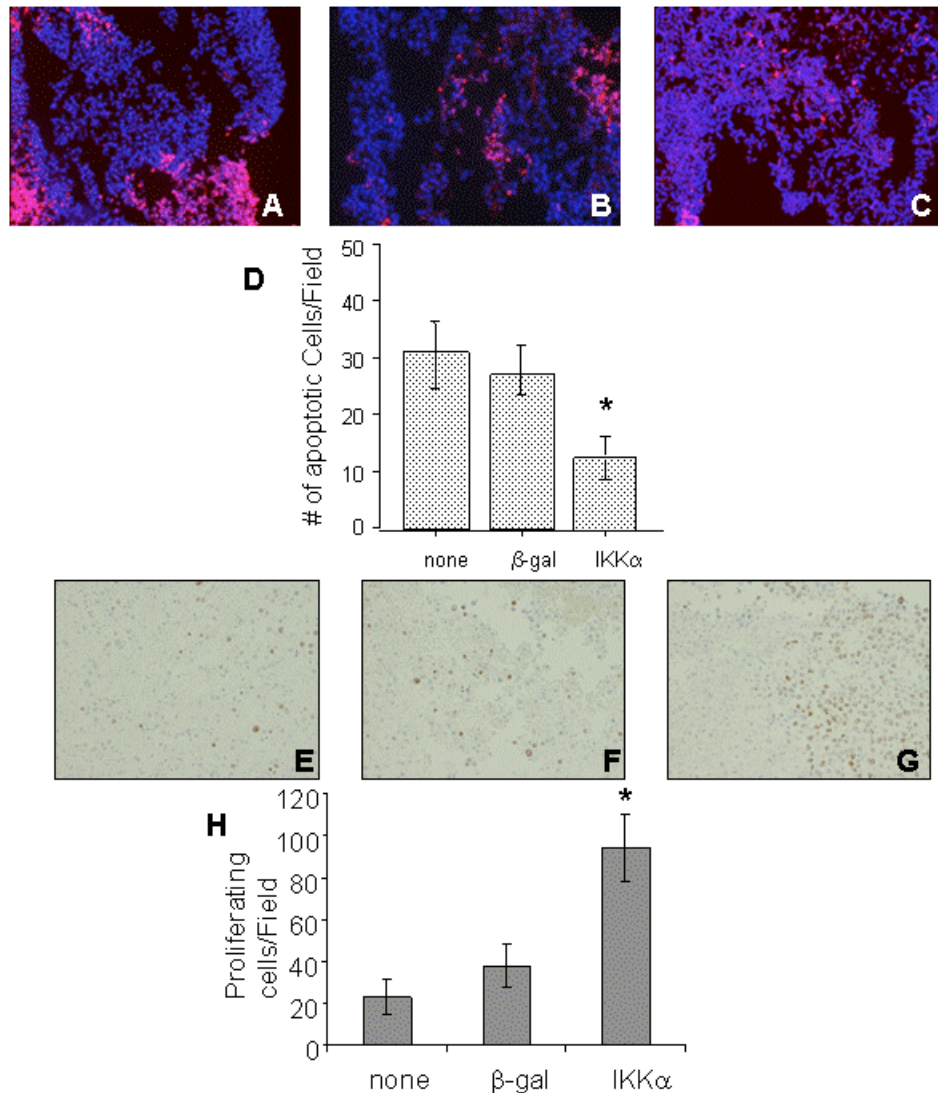 A
B
C
D
# of apoptotic Cells/Field
50
40
30
20
10
0
*
none β-gal IKKα
E
F
G
H
Proliferating
cells/Field
120
100
80
60
40
20
0
*
none β-gal IKKα